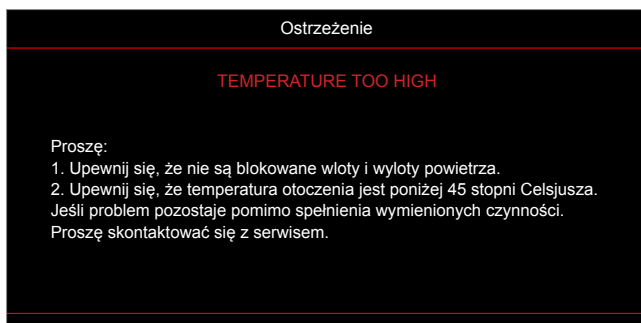 Ostrzeżenie
TEMPERATURE TOO HIGH
Proszę:
1. Upewnij się, że nie są blokowane wloty i wyloty powietrza.
2. Upewnij się, że temperatura otoczenia jest poniżej 45 stopni Celsjusza.
Jeśli problem pozostaje pomimo spełnienia wymienionych czynności.
Proszę skontaktować się z serwisem.